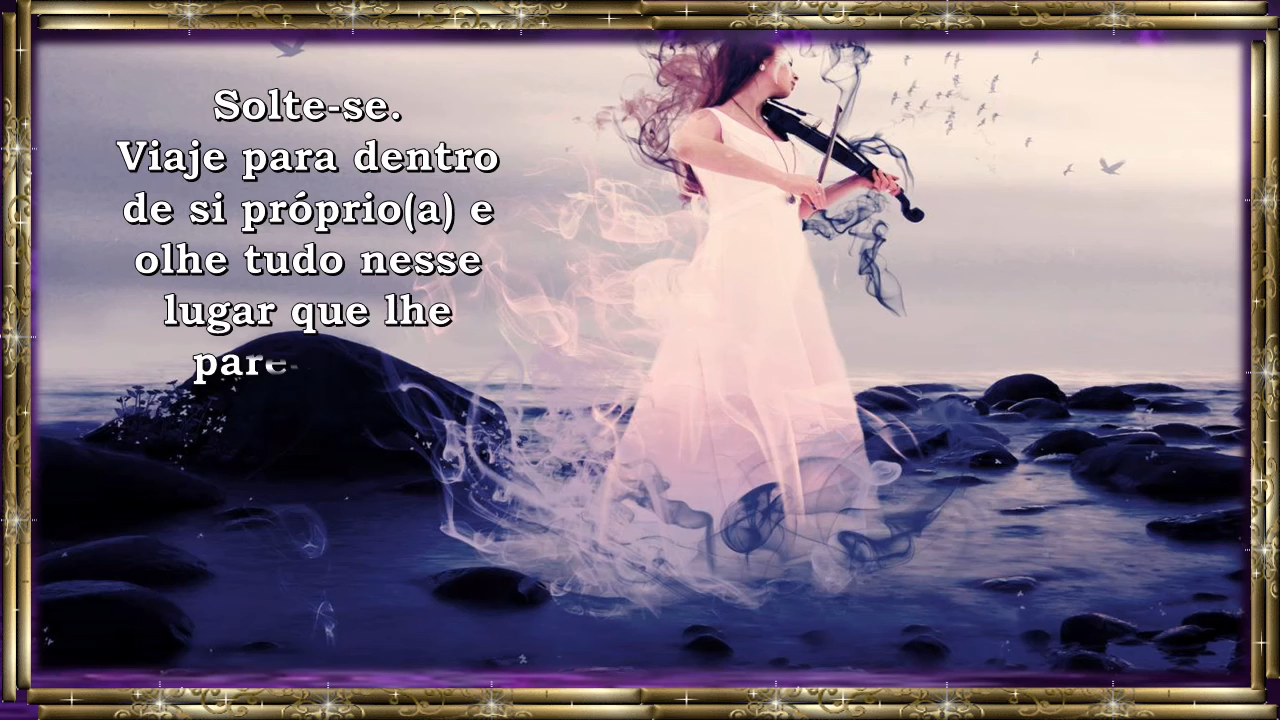 Solte-se.
Viaje para dentro
de si próprio(a) e
olhe tudo nesse
lugar que lhe